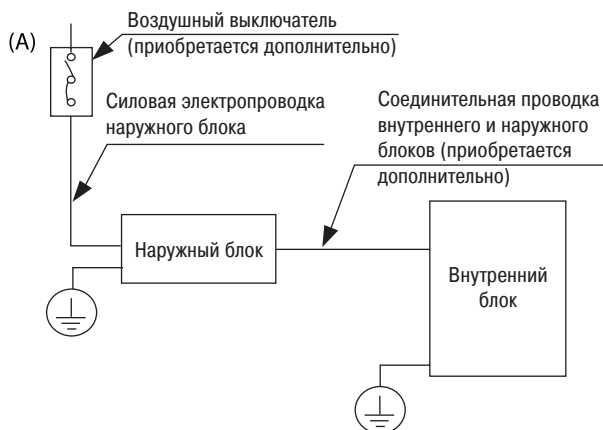 (A)
Воздушный выключатель
(приобретается дополнительно)
Силовая электропроводка
наружного блока
Соединительная проводка
внутреннего и наружного
блоков (приобретается
дополнительно)
Наружный блок
Внутренний
блок